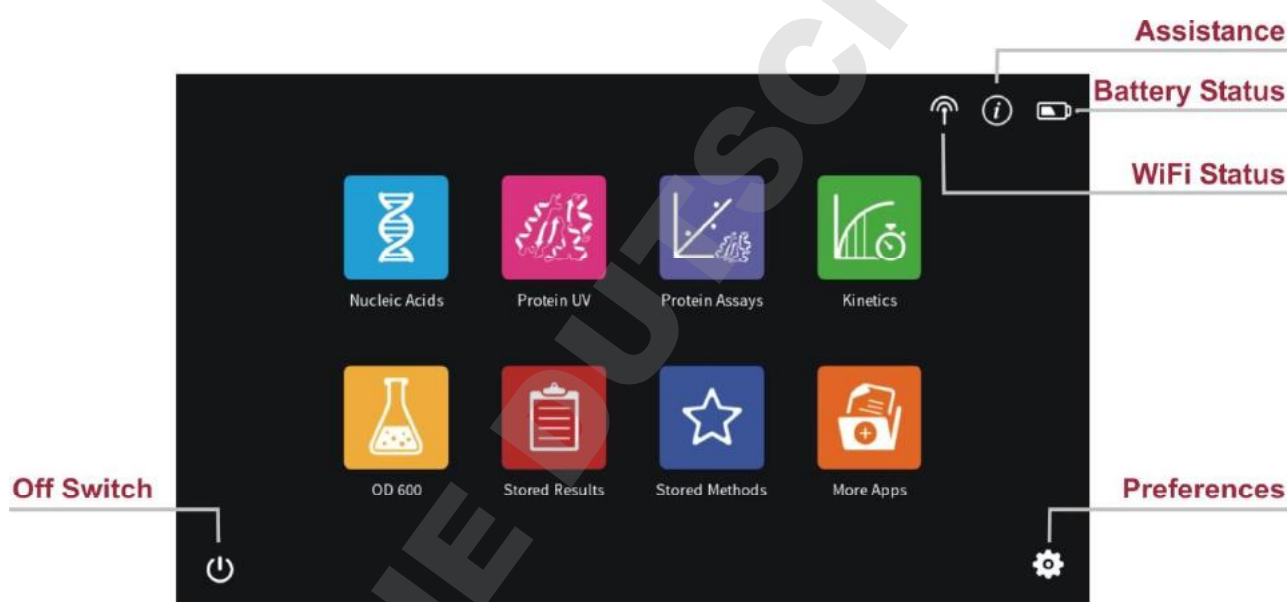 Assistance
Battery Status
WiFi Status
i
Nucleic Acids
Protein UV
Protein Assays
Kinetics
OD 600
Stored Results
Stored Methods
More Apps
Off Switch
Preferences